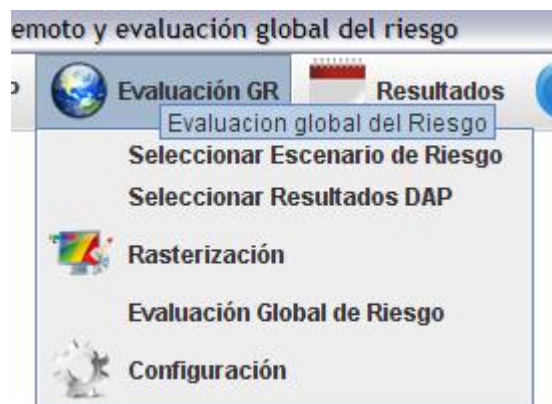 emoto y evaluación global del riesgo
Evaluación GR Resultados
Evaluacion global del Riesgo
Seleccionar Escenario de Riesgo
Seleccionar Resultados DAP
Rasterización
Evaluación Global de Riesgo
Configuración